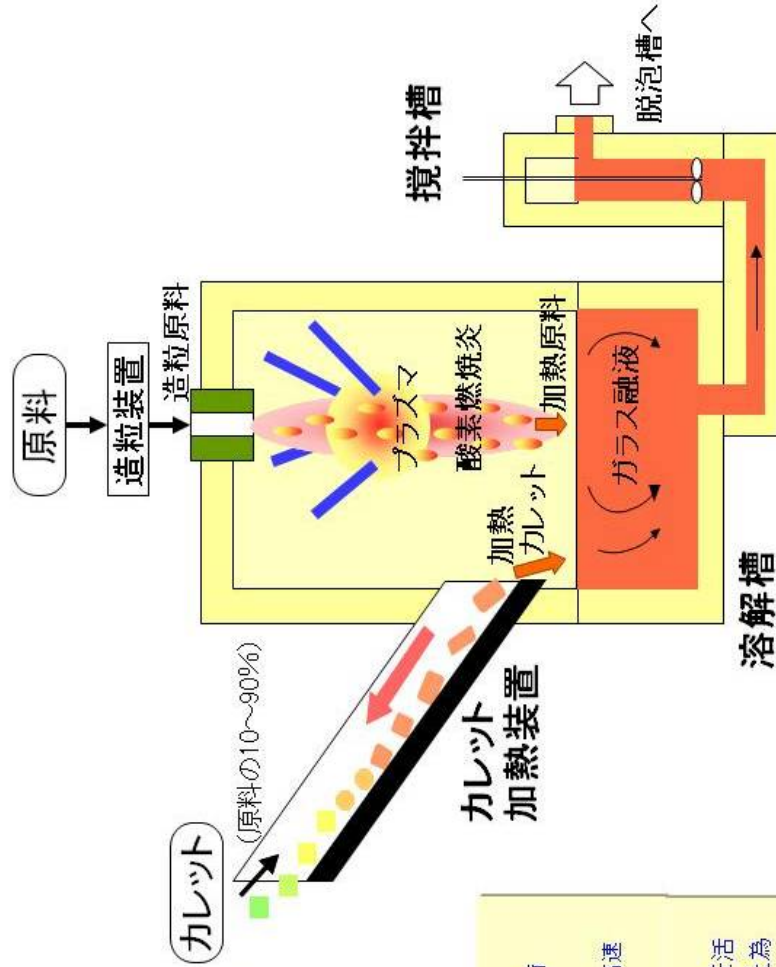 原料
造粒装置
造粒原料
カレット
(原料の10～90%)
プラズマ
酸素燃焼炎
加熱原料
加熱
カレット
カレット
加熱装置
ガラス融液
溶解槽
攪拌槽
脱泡槽へ
速
活
為